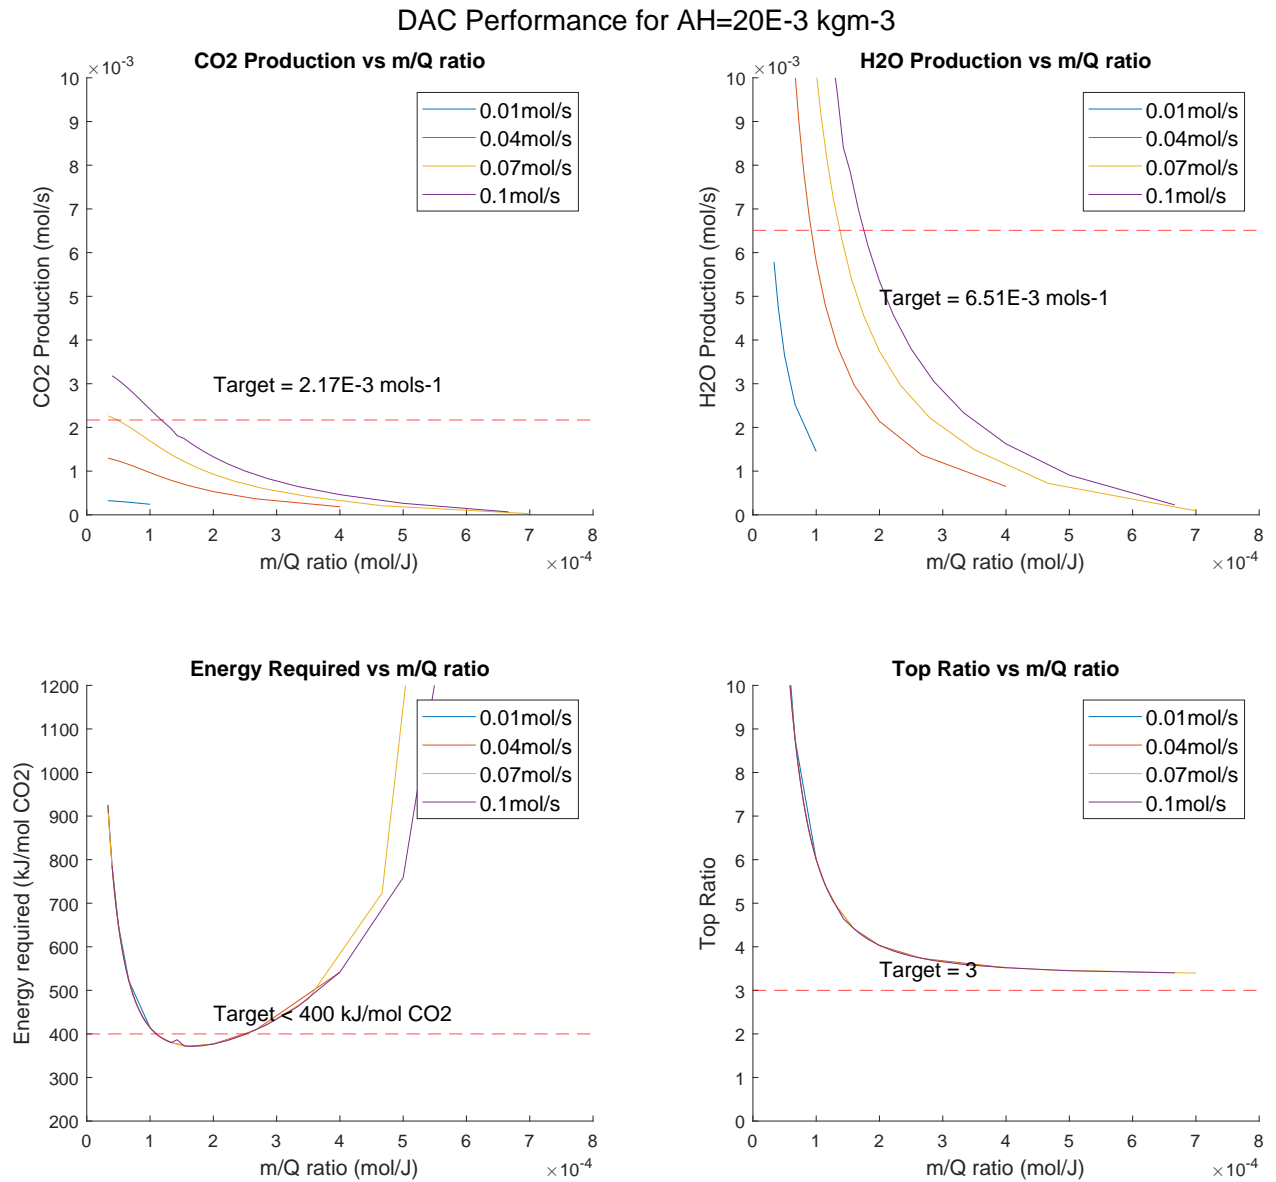 DAC Performance for AH=20E-3 kgm-3
CO2 Production vs m/Q ratio
×10-3
10
9
8
7
6
5
4
3
2
1
0
CO2 Production (mol/s)
0.01mol/s
0.04mol/s
0.07mol/s
0.1mol/s
Target = 2.17E-3 mols-1
0 1 2 3 4 5 6 7 8
m/Q ratio (mol/J)
×10-4
H2O Production vs m/Q ratio
×10-3
10
9
8
7
6
5
4
3
2
1
0
H2O Production (mol/s)
0.01mol/s
0.04mol/s
0.07mol/s
0.1mol/s
Target = 6.51E-3 mols-1
0 1 2 3 4 5 6 7 8
m/Q ratio (mol/J)
×10-4
Energy Required vs m/Q ratio
1200
1100
1000
900
800
700
600
500
400
300
200
Energy required (kJ/mol CO2)
0.01mol/s
0.04mol/s
0.07mol/s
0.1mol/s
Target < 400 kJ/mol CO2
0 1 2 3 4 5 6 7 8
m/Q ratio (mol/J)
×10-4
Top Ratio vs m/Q ratio
10
9
8
7
6
5
4
3
2
1
0
Top Ratio
0.01mol/s
0.04mol/s
0.07mol/s
0.1mol/s
Target = 3
0 1 2 3 4 5 6 7 8
m/Q ratio (mol/J)
×10-4